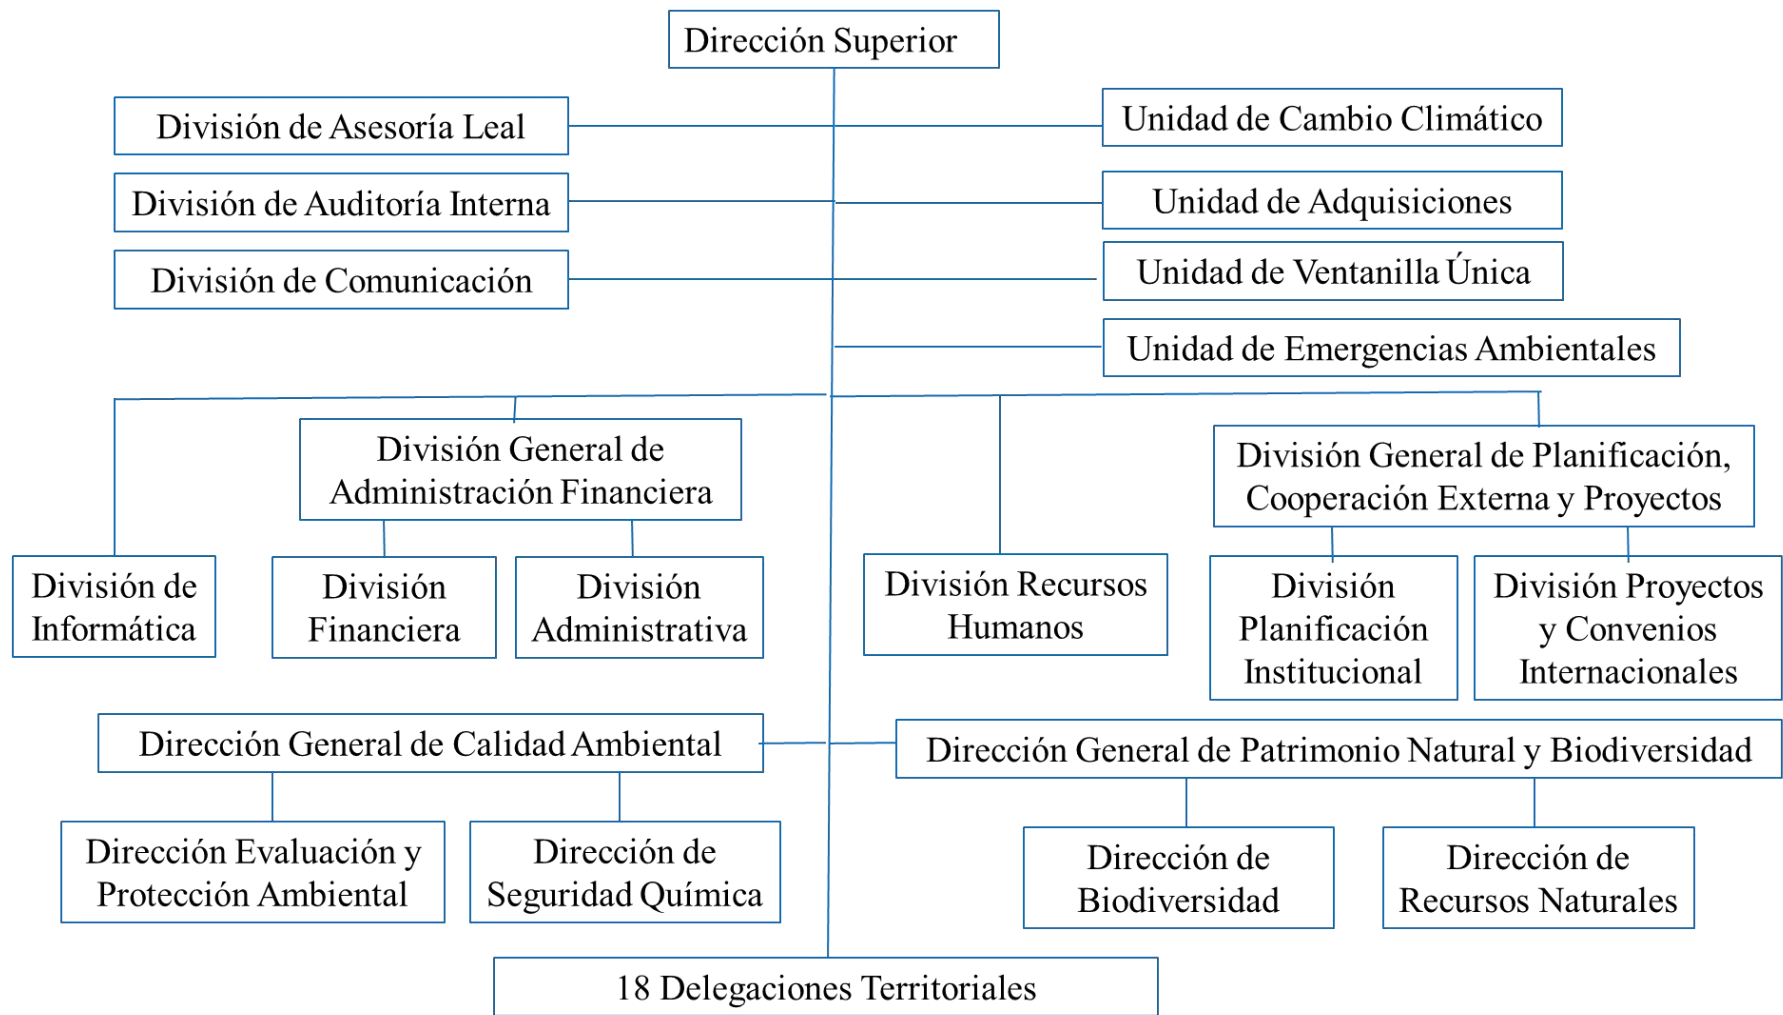 Dirección Superior
División de Asesoría Leal
Unidad de Cambio Climático
División de Auditoría Interna
Unidad de Adquisiciones
División de Comunicación
Unidad de Ventanilla Única
Unidad de Emergencias Ambientales
División General de
Administración Financiera
División General de Planificación,
Cooperación Externa y Proyectos
División de
Informática
División
Financiera
División
Administrativa
División Recursos
Humanos
División
Planificación
Institucional
División Proyectos
y Convenios
Internacionales
Dirección General de Calidad Ambiental
Dirección General de Patrimonio Natural y Biodiversidad
Dirección Evaluación y
Protección Ambiental
Dirección de
Seguridad Química
Dirección de
Biodiversidad
Dirección de
Recursos Naturales
18 Delegaciones Territoriales